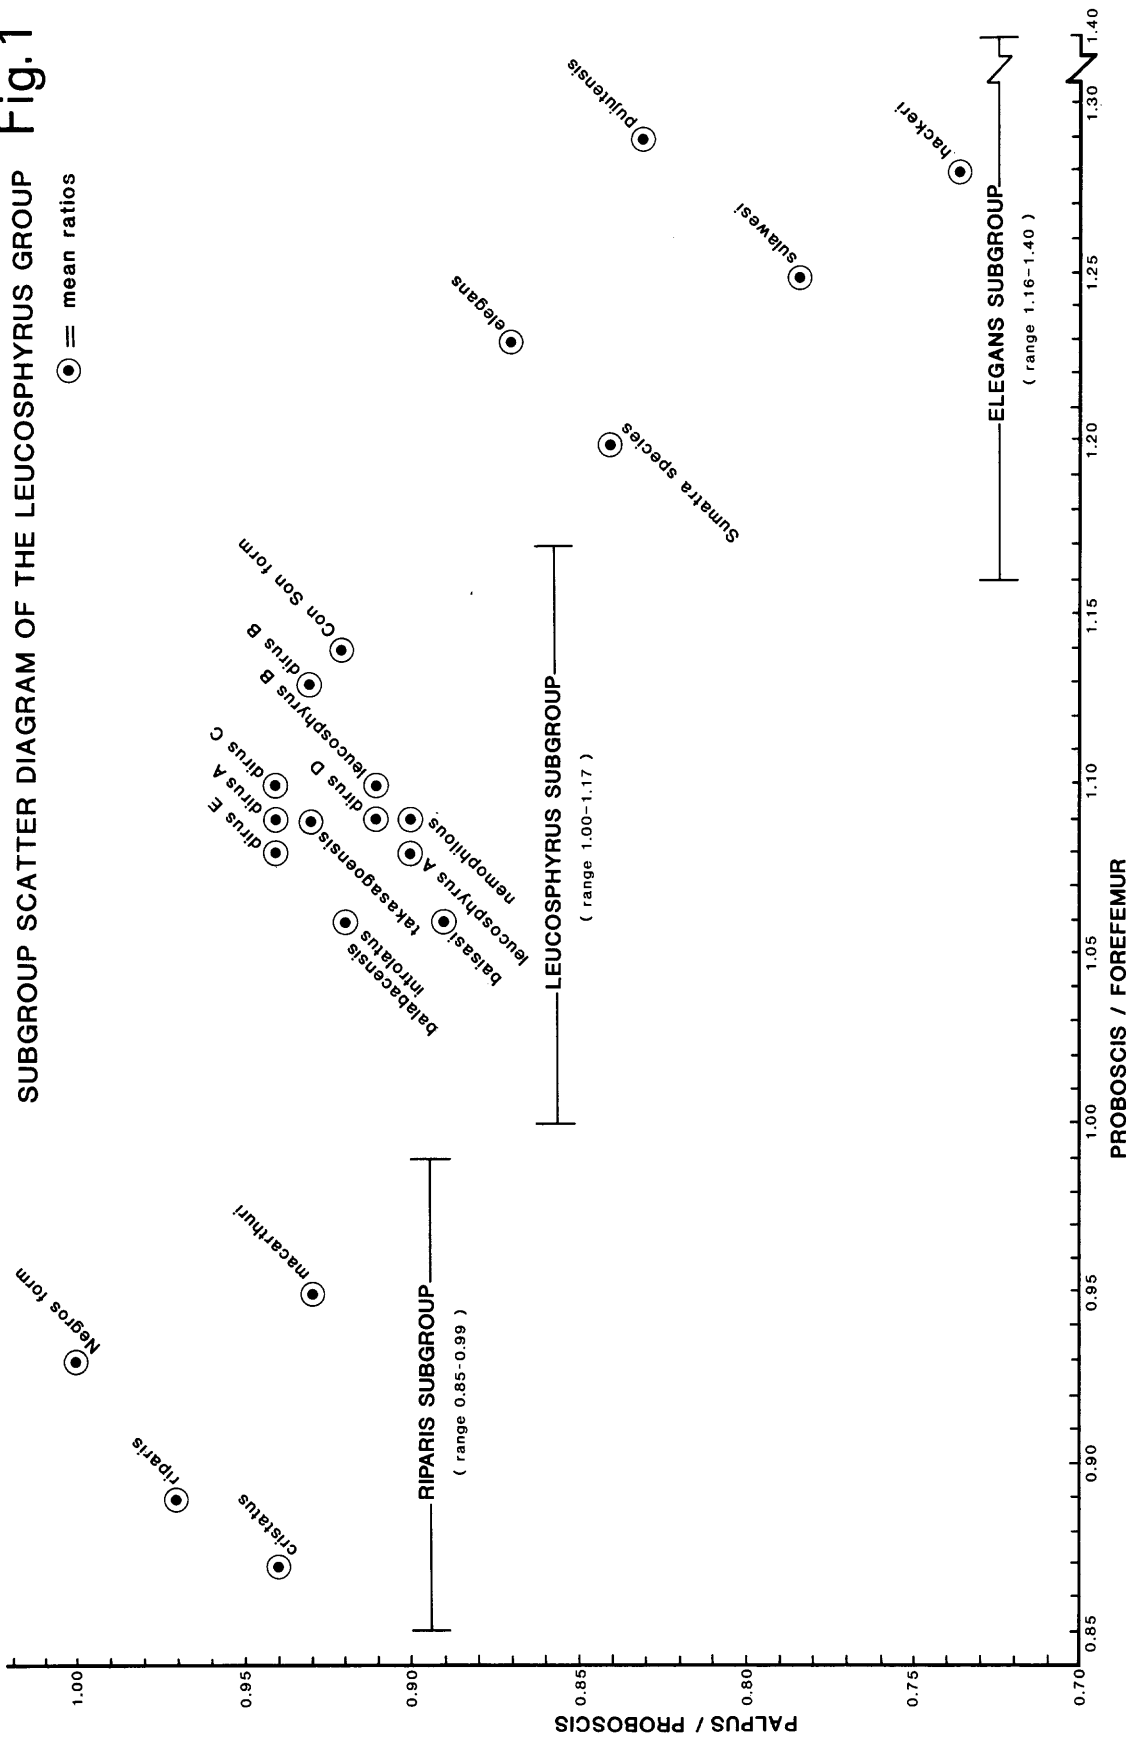 Fig.1
SUBGROUP SCATTER DIAGRAM OF THE LEUCOSPHYRUS GROUP
= mean ratios
Negros form
riparis
cristatus
macarthuri
RIPARIS SUBGROUP
( range 0.85-0.99 )
dirus E
dirus A
dirus C
dirus B
Con Son form
leucosphyrus B
dirus D
takasagoensis
nemophilous
leucosphyrus A
baisasi
introlatus
balabacensis
LEUCOSPHYRUS SUBGROUP
( range 1.00-1.17 )
elegans
Sumatra species
pujutensis
sulawesi
hackeri
ELEGANS SUBGROUP
( range 1.16-1.40 )
PALPUS / PROBOSCIS
1.00
0.95
0.90
0.85
0.80
0.75
0.70
0.85
0.90
0.95
1.00
1.05
1.10
1.15
1.20
1.25
1.30
1.40
PROBOSCIS / FOREFEMUR